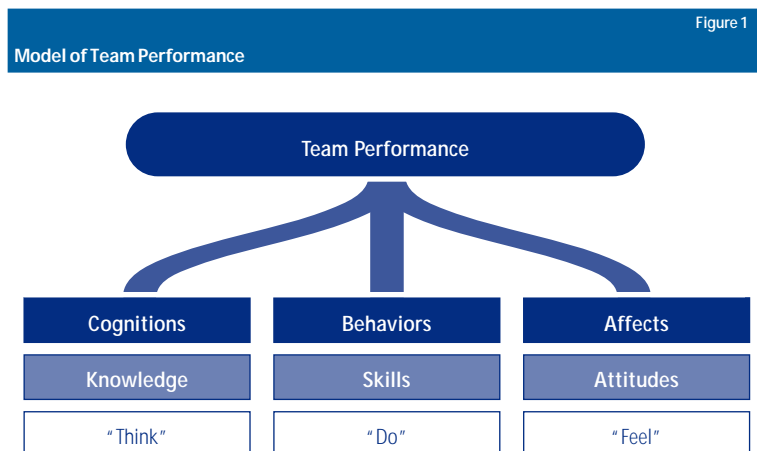 Figure 1
Model of Team Performance
Team Performance
Cognitions
Behaviors
Affects
Knowledge
Skills
Attitudes
"Think"
"Do"
"Feel"